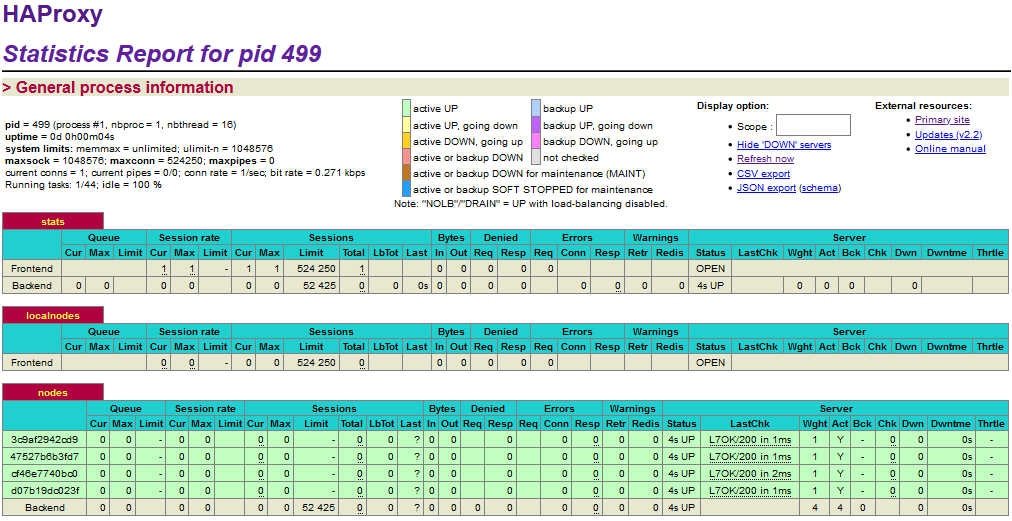 HAProxy
Statistics Report for pid 499
> General process information
pid = 499 (process #1, nbproc = 1, nbthread = 16)
uptime = 0d 0h00m04s
system limits: memmax = unlimited; ulimit-n = 1048576
maxsock = 1048576; maxconn = 524250; maxpipes = 0
current conns = 1; current pipes = 0/0; conn rate = 1/sec; bit rate = 0.271 kbps
Running tasks: 1/44; idle = 100 %
active UP backup UP
active UP, going down backup UP, going down
active DOWN, going up backup DOWN, going up
active or backup DOWN not checked
active or backup DOWN for maintenance (MAINT)
active or backup SOFT STOPPED for maintenance
Note: "NOLB"/"DRAIN" = UP with load-balancing disabled.
Display option:
Scope :
Hide 'DOWN' servers
Refresh now
CSV export
JSON export (schema)
External resources:
Primary site
Updates (v2.2)
Online manual
stats
Queue Session rate Sessions Bytes Denied Errors Warnings Server
Cur Max Limit Cur Max Limit Cur Max Limit Total LbTot Last In Out Req Resp Req Conn Resp Retr Redis Status LastChk Wght Act Bck Chk Dwn Dwntme Thrtle
Frontend 1 1 - 1 1 524 250 1 0 0 0 0 0 OPEN
Backend 0 0 0 0 0 0 52 425 0 0 0s 0 0 0 0 0 0 0 0 4s UP 0 0 0 0
localnodes
Queue Session rate Sessions Bytes Denied Errors Warnings Server
Cur Max Limit Cur Max Limit Cur Max Limit Total LbTot Last In Out Req Resp Req Conn Resp Retr Redis Status LastChk Wght Act Bck Chk Dwn Dwntme Thrtle
Frontend 0 0 - 0 0 524 250 0 0 0 0 0 0 OPEN
nodes
Queue Session rate Sessions Bytes Denied Errors Warnings Server
Cur Max Limit Cur Max Limit Cur Max Limit Total LbTot Last In Out Req Resp Req Conn Resp Retr Redis Status LastChk Wght Act Bck Chk Dwn Dwntme Thrtle
3c9af2942cd9 0 0 - 0 0 0 0 - 0 0 ? 0 0 0 0 0 0 0 4s UP L7OK/200 in 1ms 1 Y - 0 0 0s -
47527b6b3fd7 0 0 - 0 0 0 0 - 0 0 ? 0 0 0 0 0 0 0 4s UP L7OK/200 in 1ms 1 Y - 0 0 0s -
cf46e7740bc0 0 0 - 0 0 0 0 - 0 0 ? 0 0 0 0 0 0 0 4s UP L7OK/200 in 2ms 1 Y - 0 0 0s -
d07b19dc023f 0 0 - 0 0 0 0 - 0 0 ? 0 0 0 0 0 0 0 4s UP L7OK/200 in 1ms 1 Y - 0 0 0s -
Backend 0 0 0 0 0 0 52 425 0 0 ? 0 0 0 0 0 0 0 0 4s UP 4 4 0 0 0s